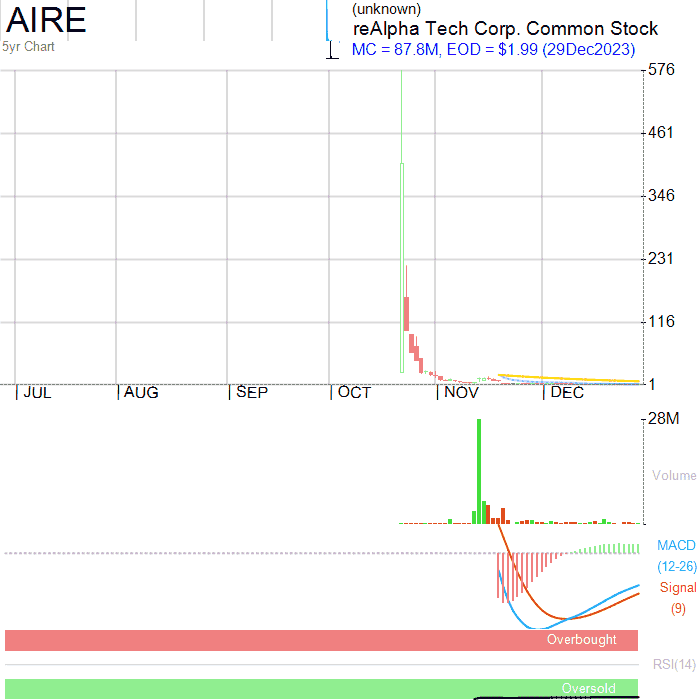 AIRE
5yr Chart
(unknown)
reAlpha Tech Corp. Common Stock
MC = 87.8M, EOD = $1.99 (29Dec2023)
576
461
346
231
116
1
JUL AUG SEP OCT NOV DEC
28M
Volume
MACD
(12-26)
Signal
(9)
Overbought
RSI(14)
Oversold